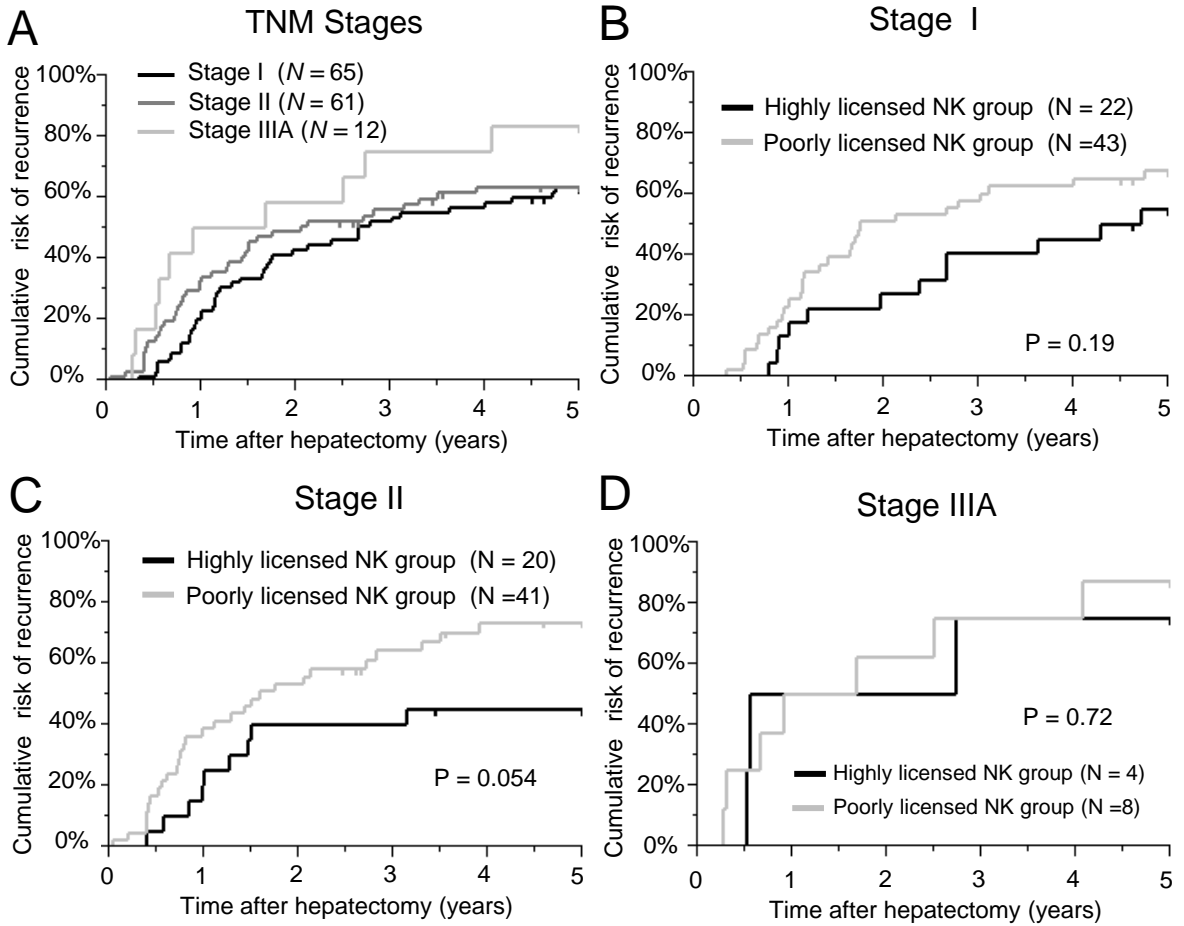 A
TNM Stages
Stage I (N = 65)
Stage II (N = 61)
Stage IIIA (N = 12)
Cumulative risk of recurrence
100%
80%
60%
40%
20%
0%
0 1 2 3 4 5
Time after hepatectomy (years)
B
Stage I
Highly licensed NK group (N = 22)
Poorly licensed NK group (N =43)
Cumulative risk of recurrence
100%
80%
60%
40%
20%
0%
P = 0.19
0 1 2 3 4 5
Time after hepatectomy (years)
C
Stage II
Highly licensed NK group (N = 20)
Poorly licensed NK group (N =41)
Cumulative risk of recurrence
100%
80%
60%
40%
20%
0%
P = 0.054
0 1 2 3 4 5
Time after hepatectomy (years)
D
Stage IIIA
Cumulative risk of recurrence
100%
80%
60%
40%
20%
0%
P = 0.72
Highly licensed NK group (N = 4)
Poorly licensed NK group (N =8)
0 1 2 3 4 5
Time after hepatectomy (years)